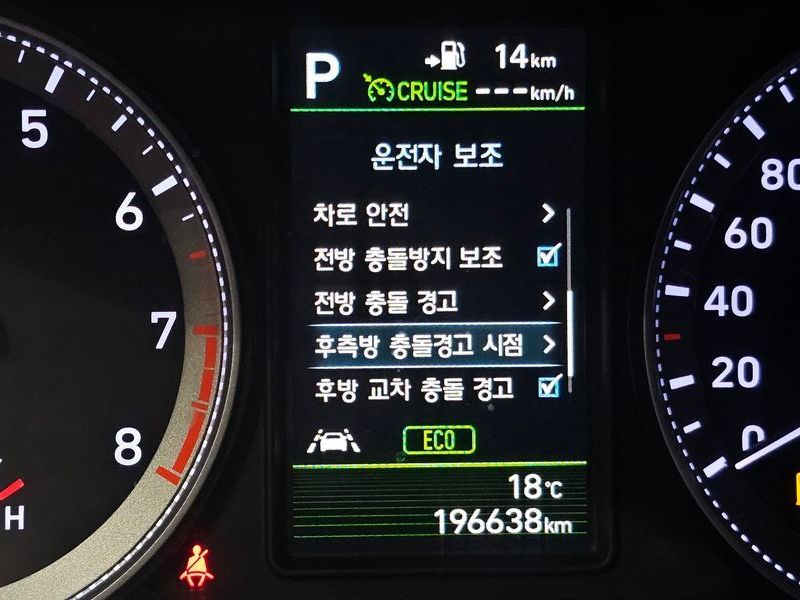 P
14km
CRUISE ---km/h
운전자 보조
차로 안전
전방 충돌방지 보조
전방 충돌 경고
후측방 충돌경고 시점
후방 교차 충돌 경고
ECO
18℃
196638km
5
6
7
8
H
80
60
40
20
0